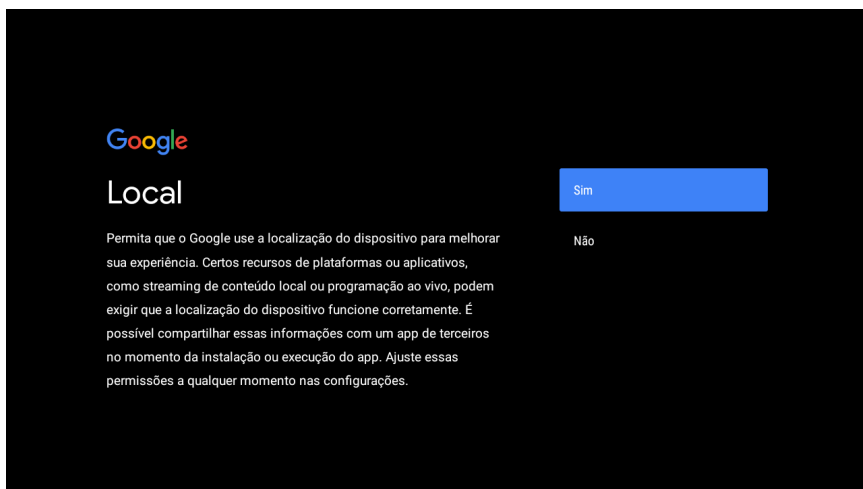 Google
Local
Permita que o Google use a localização do dispositivo para melhorar
sua experiência. Certos recursos de plataformas ou aplicativos,
como streaming de conteúdo local ou programação ao vivo, podem
exigir que a localização do dispositivo funcione corretamente. É
possível compartilhar essas informações com um app de terceiros
no momento da instalação ou execução do app. Ajuste essas
permissões a qualquer momento nas configurações.
Sim
Não